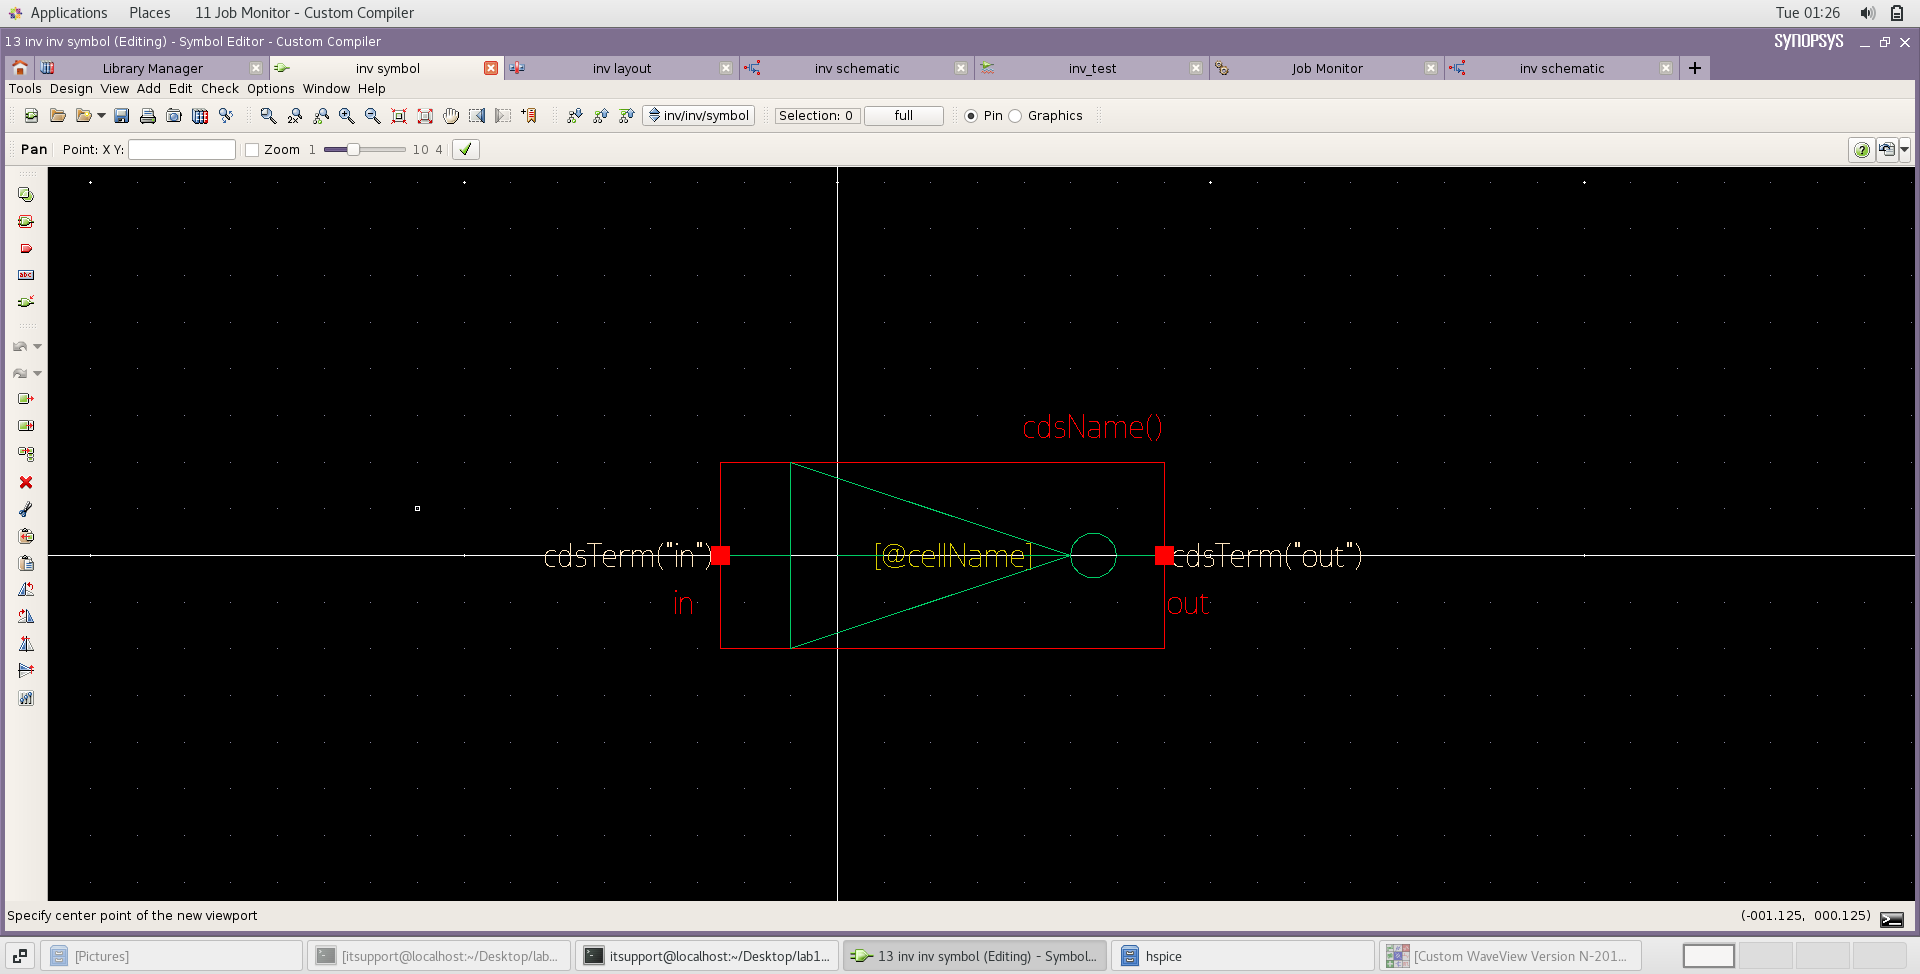 Applications Places 11 Job Monitor - Custom Compiler Tue 01:26
13 inv inv symbol (Editing) - Symbol Editor - Custom Compiler SYNOPSYS
Library Manager inv symbol inv layout inv schematic inv_test Job Monitor inv schematic
Tools Design View Add Edit Check Options Window Help
inv/inv/symbol Selection: 0 full Pin Graphics
Pan Point: X Y: Zoom 1 10 4
cdsName()
cdsTerm("in") [@cellName] cdsTerm("out")
in out
Specify center point of the new viewport (-001.125, 000.125)
[Pictures] [itsupport@localhost:~/Desktop/lab... itsupport@localhost:~/Desktop/lab1... 13 inv inv symbol (Editing) - Symbol... hspice [Custom WaveView Version N-201...